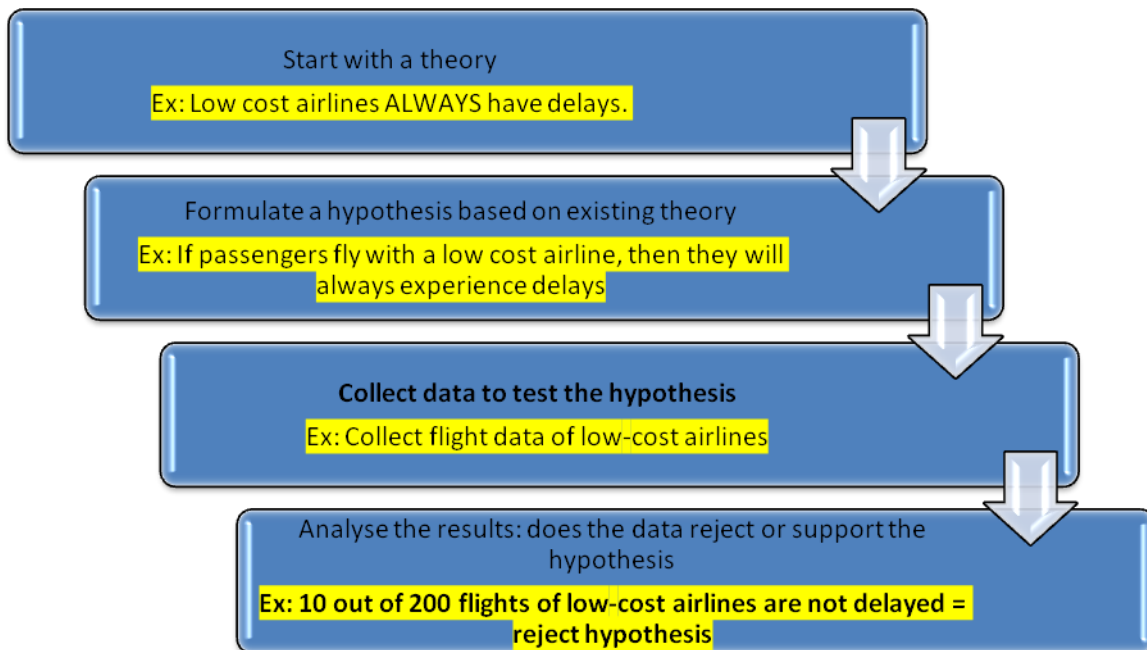 Start with a theory
Ex: Low cost airlines ALWAYS have delays.
Formulate a hypothesis based on existing theory
Ex: If passengers fly with a low cost airline, then they will
always experience delays
Collect data to test the hypothesis
Ex: Collect flight data of low-cost airlines
Analyse the results: does the data reject or support the
hypothesis
Ex: 10 out of 200 flights of low-cost airlines are not delayed =
reject hypothesis